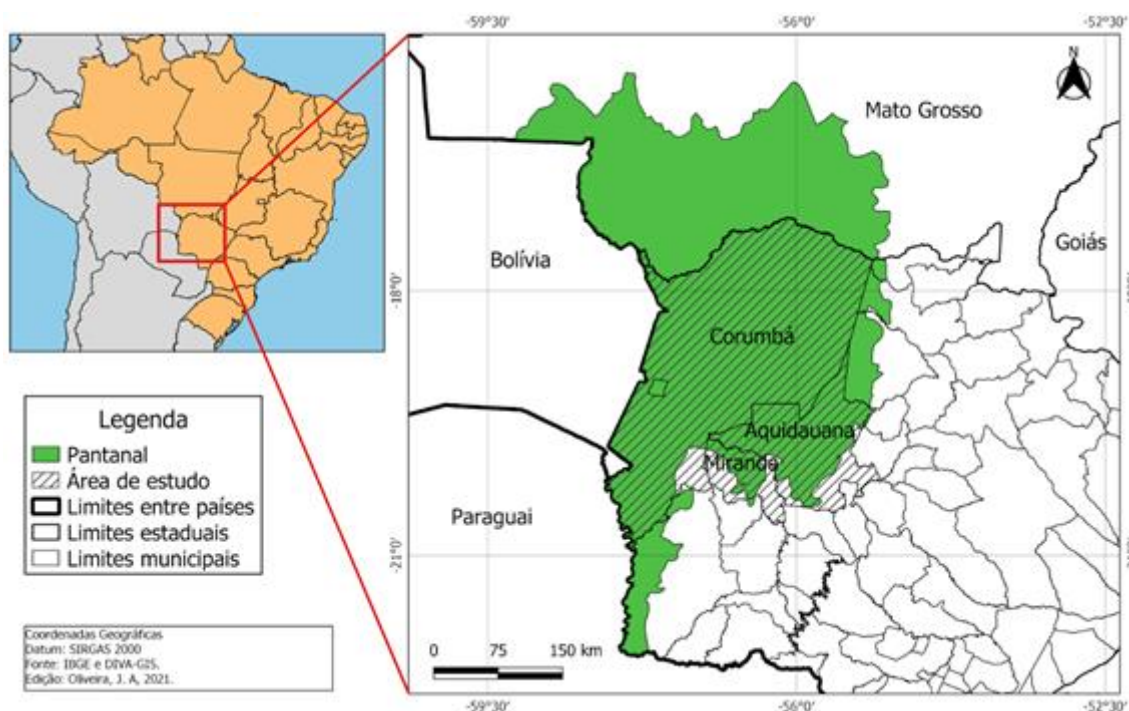 -59°30'
-56°0'
-52°30'
N
Mato Grosso
Goiás
Bolívia
-18°0'
Corumbá
Aquidauana
Miranda
Paraguai
-21°0'
0 75 150 km
-59°30'
-56°0'
-52°30'
Legenda
Pantanal
Área de estudo
Limites entre países
Limites estaduais
Limites municipais
Coordenadas Geográficas
Datum: SIRGAS 2000
Fonte: IBGE e DIVA-GIS.
Edição: Oliveira, J. A, 2021.